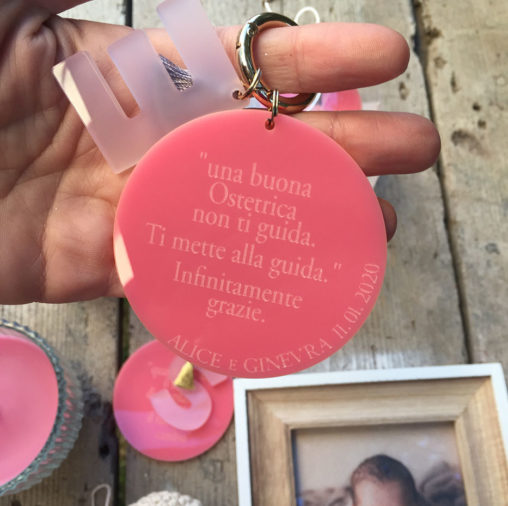 "una buona
Ostetrica
non ti guida.
Ti mette alla guida."
Infinitamente
grazie.
ALICE e GINEVRA 11.01.2020